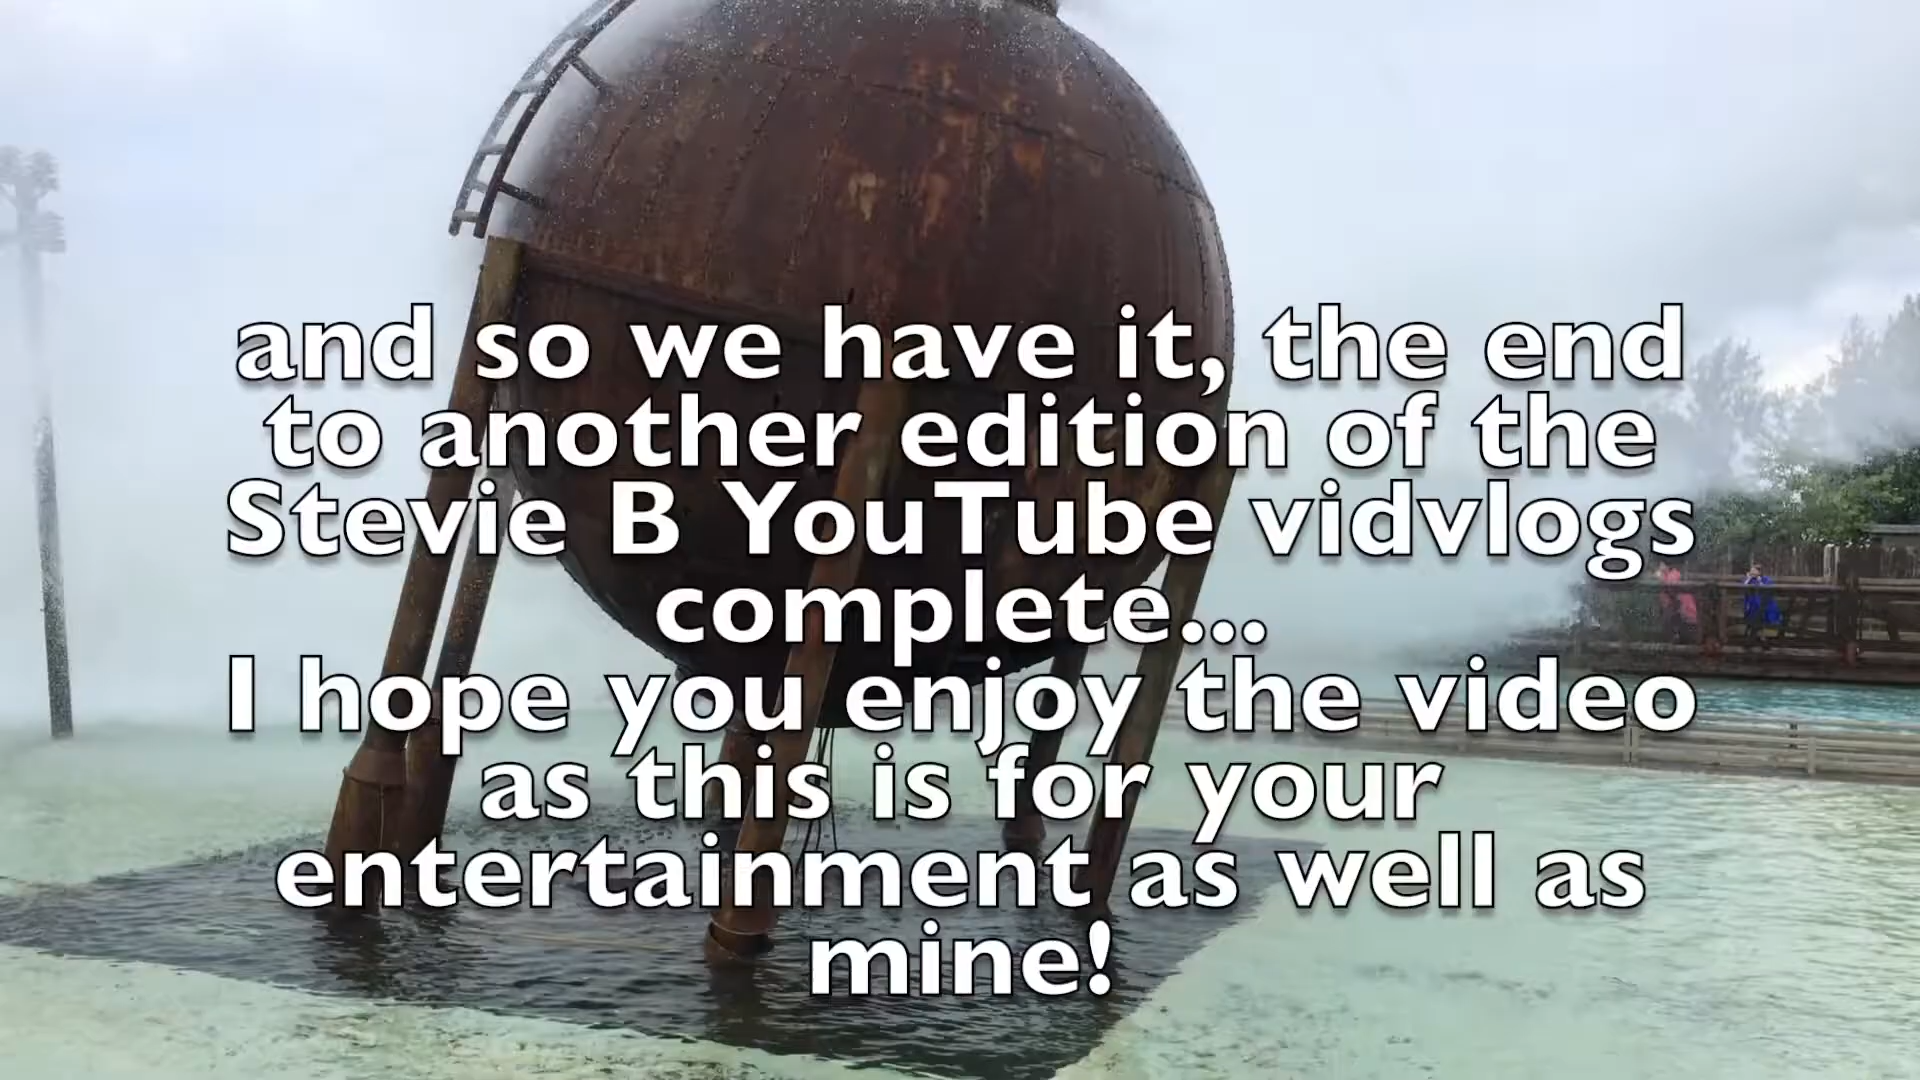 and so we have it, the end
to another edition of the
Stevie B YouTube vidvlogs
complete...
I hope you enjoy the video
as this is for your
entertainment as well as
mine!